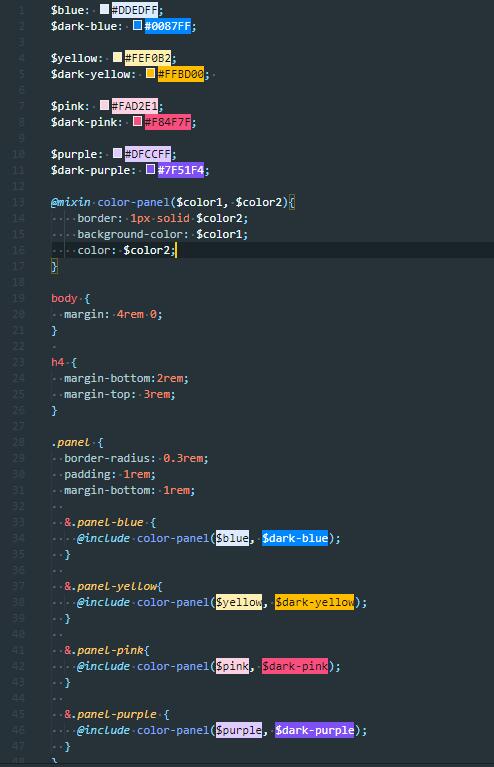 1 $blue: #DDEDFF;
2 $dark-blue: #0087FF;
3
4 $yellow: #FEF0B2;
5 $dark-yellow: #FFBD00;
6
7 $pink: #FAD2E1;
8 $dark-pink: #F84F7F;
9
10 $purple: #DFCCFF;
11 $dark-purple: #7F51F4;
12
13 @mixin color-panel($color1, $color2){
14 border: 1px solid $color2;
15 background-color: $color1;
16 color: $color2;
17 }
18
19 body {
20 margin: 4rem 0;
21 }
22
23 h4 {
24 margin-bottom:2rem;
25 margin-top: 3rem;
26 }
27
28 .panel {
29 border-radius: 0.3rem;
30 padding: 1rem;
31 margin-bottom: 1rem;
32
33 &.panel-blue {
34 @include color-panel($blue, $dark-blue);
35 }
36
37 &.panel-yellow{
38 @include color-panel($yellow, $dark-yellow);
39 }
40
41 &.panel-pink{
42 @include color-panel($pink, $dark-pink);
43 }
44
45 &.panel-purple {
46 @include color-panel($purple, $dark-purple);
47 }
48 }